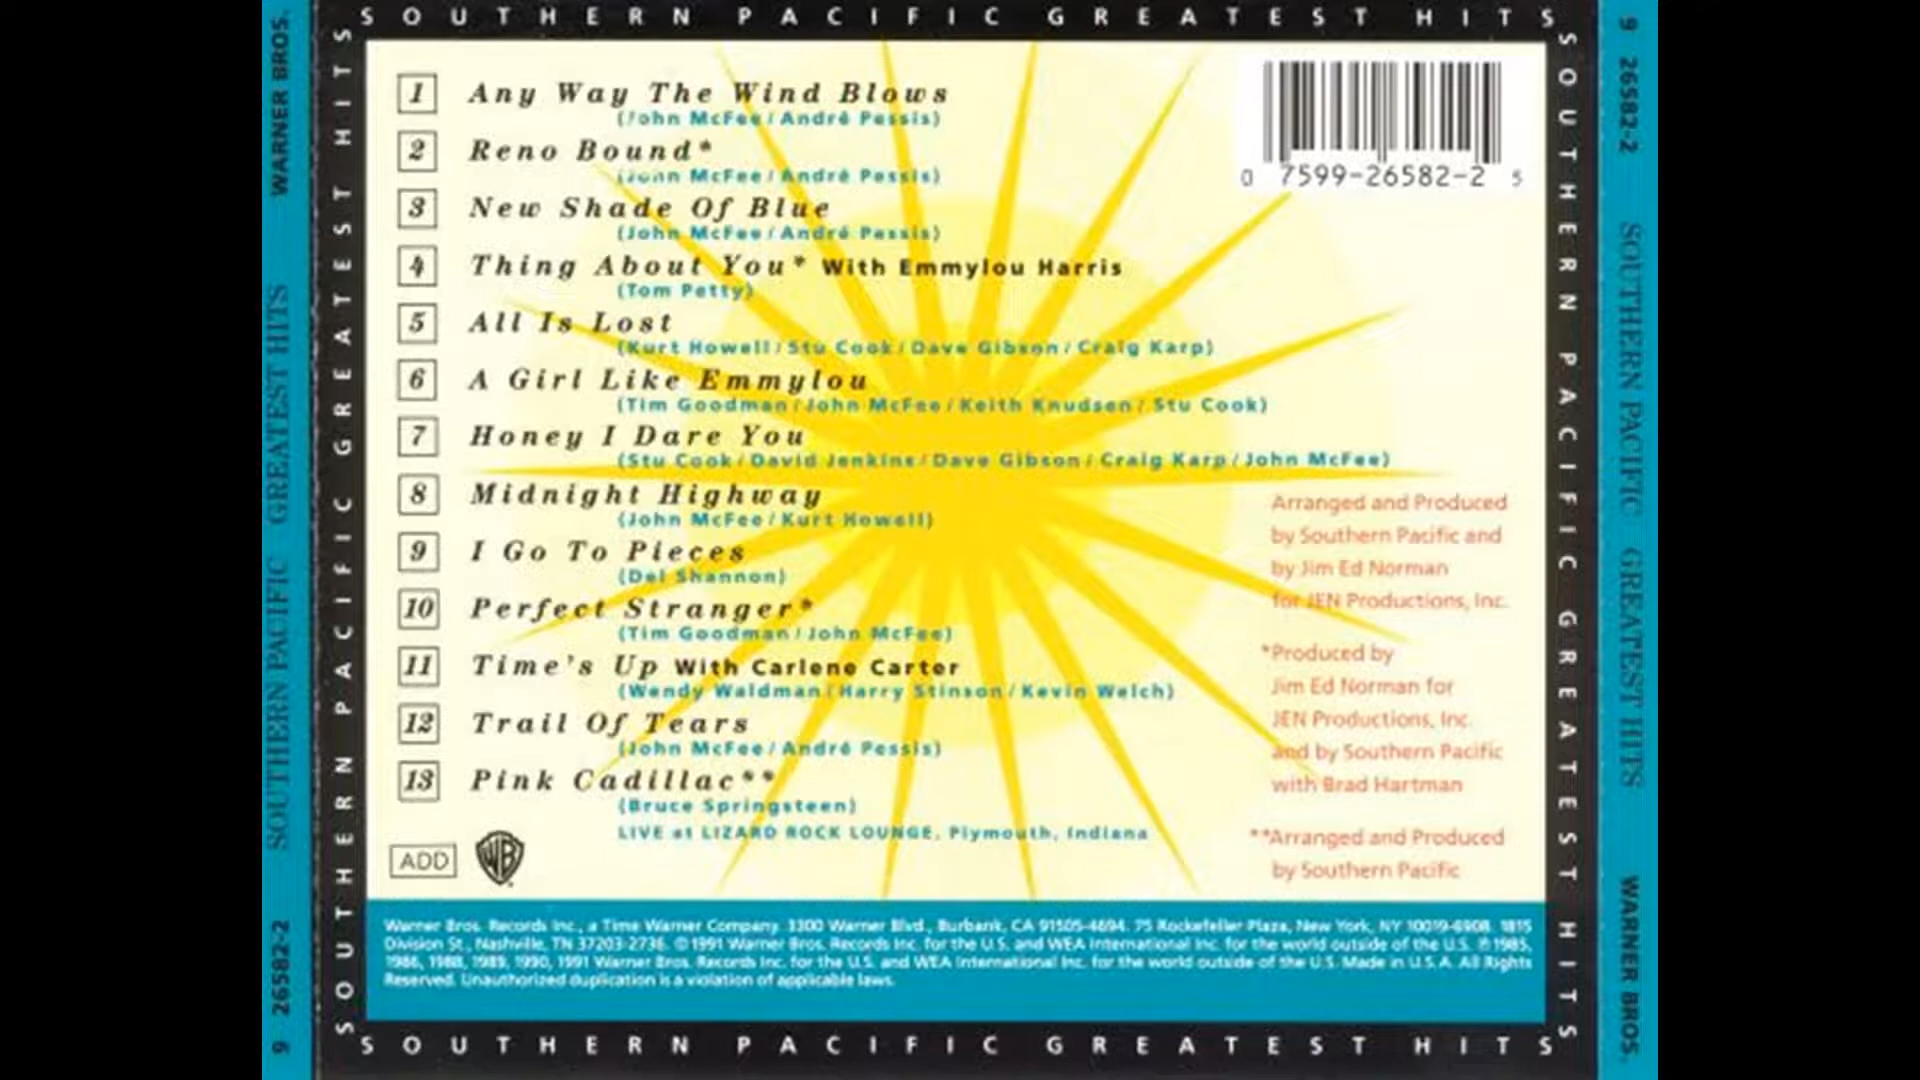 SOUTHERN PACIFIC GREATEST HITS
WARNER BROS.
SOUTHERN PACIFIC GREATEST HITS
9 26582-2
SOUTHERN PACIFIC GREATEST HITS
1 Any Way The Wind Blows
(John McFee/André Pessis)
2 Reno Bound*
(John McFee/André Pessis)
3 New Shade Of Blue
(John McFee/André Pessis)
4 Thing About You* With Emmylou Harris
(Tom Petty)
5 All Is Lost
(Kurt Howell/Stu Cook/Dave Gibson/Craig Karp)
6 A Girl Like Emmylou
(Tim Goodman/John McFee/Keith Knudsen/Stu Cook)
7 Honey I Dare You
(Stu Cook/David Jenkins/Dave Gibson/Craig Karp/John McFee)
8 Midnight Highway
(John McFee/Kurt Howell)
9 I Go To Pieces
(Del Shannon)
10 Perfect Stranger*
(Tim Goodman/John McFee)
11 Time's Up With Carlene Carter
(Wendy Waldman/Harry Stinson/Kevin Welch)
12 Trail Of Tears
(John McFee/André Pessis)
13 Pink Cadillac**
(Bruce Springsteen)
LIVE at LIZARD ROCK LOUNGE, Plymouth, Indiana
ADD
WB
0 7599-26582-2 5
Arranged and Produced
by Southern Pacific and
by Jim Ed Norman
for JEN Productions, Inc.
*Produced by
Jim Ed Norman for
JEN Productions, Inc.
and by Southern Pacific
with Brad Hartman
**Arranged and Produced
by Southern Pacific
Warner Bros. Records Inc., a Time Warner Company. 3300 Warner Blvd., Burbank, CA 91505-4694. 75 Rockefeller Plaza, New York, NY 10019-6908. 1815
Division St., Nashville, TN 37203-2736. ©1991 Warner Bros. Records Inc. for the U.S. and WEA International Inc. for the world outside of the U.S. ℗1985,
1986, 1988, 1989, 1990, 1991 Warner Bros. Records Inc. for the U.S. and WEA International Inc. for the world outside of the U.S. Made in U.S.A. All Rights
Reserved. Unauthorized duplication is a violation of applicable laws.
SOUTHERN PACIFIC GREATEST HITS
SOUTHERN PACIFIC GREATEST HITS
9 26582-2
SOUTHERN PACIFIC GREATEST HITS
WARNER BROS.